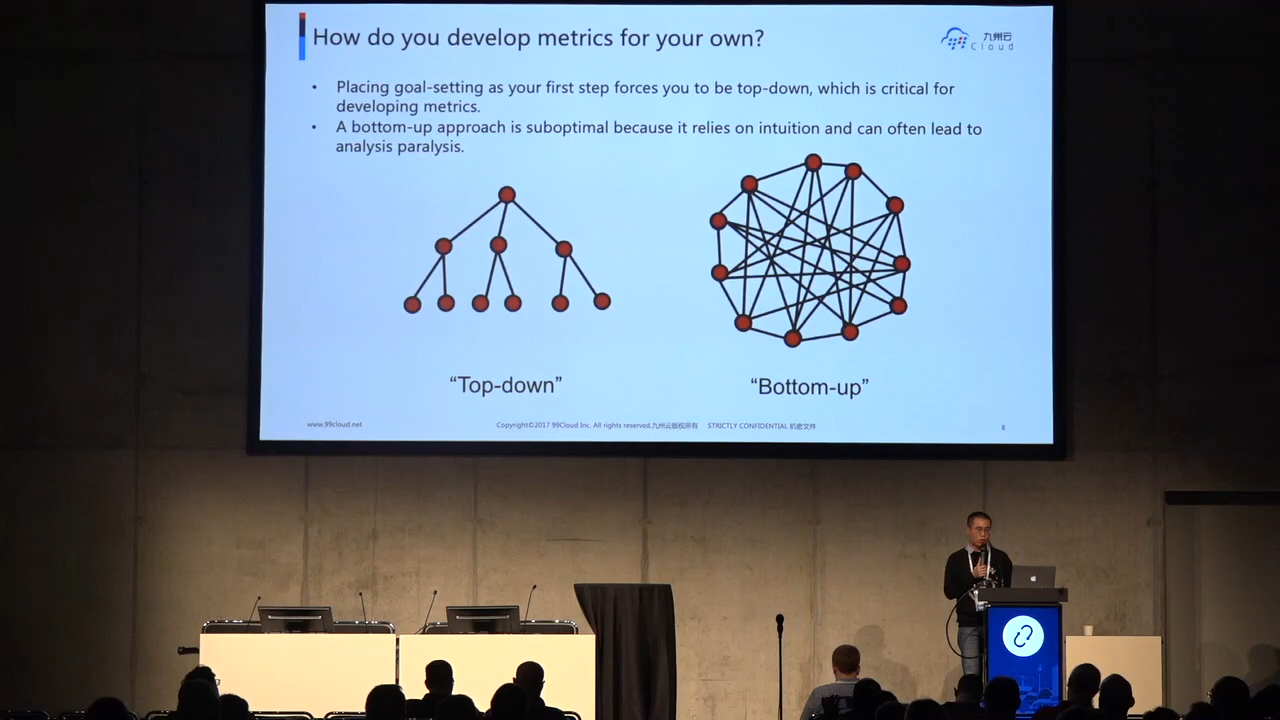 How do you develop metrics for your own?
九州云
Cloud
• Placing goal-setting as your first step forces you to be top-down, which is critical for
developing metrics.
• A bottom-up approach is suboptimal because it relies on intuition and can often lead to
analysis paralysis.
“Top-down”
“Bottom-up”
www.99cloud.net
Copyright©2017 99Cloud Inc. All rights reserved.九州云版权所有 STRICTLY CONFIDENTIAL 机密文件
8